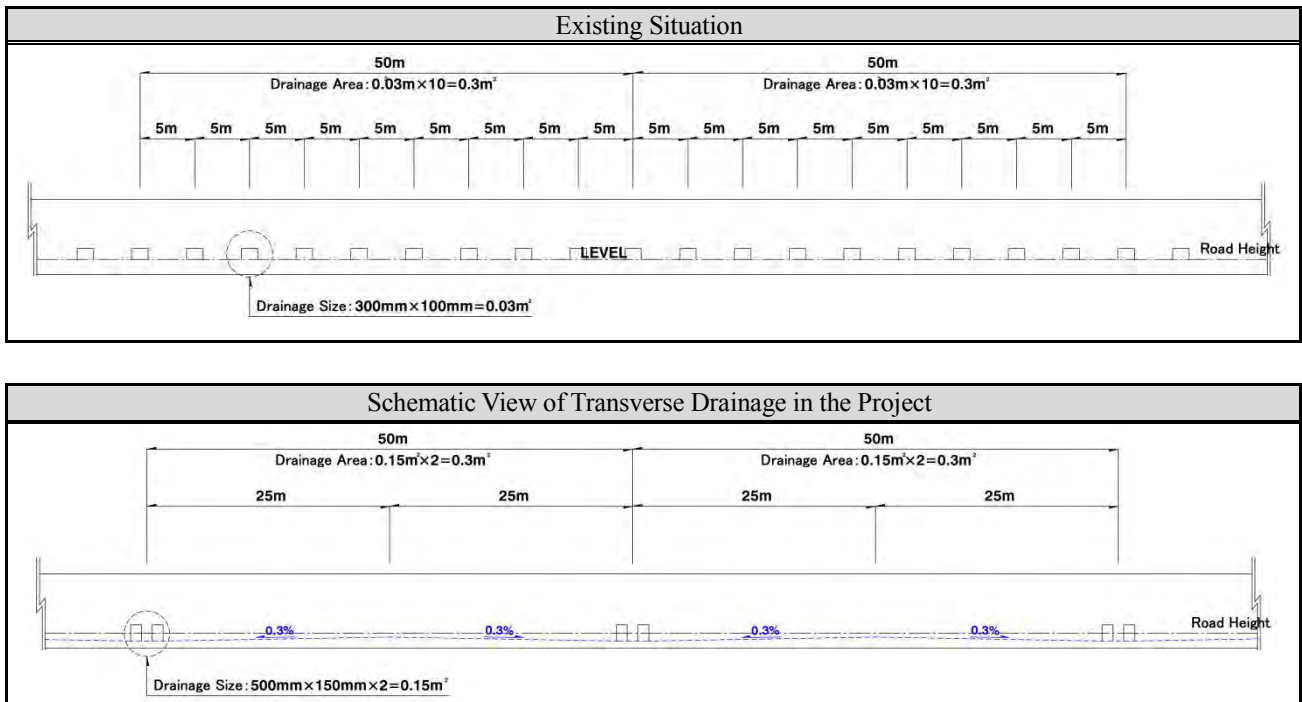 Existing Situation
50m 50m
Drainage Area:0.03m×10=0.3m² Drainage Area:0.03m×10=0.3m²
5m 5m 5m 5m 5m 5m 5m 5m 5m 5m 5m 5m 5m 5m 5m 5m 5m 5m
LEVEL Road Height
Drainage Size:300mm×100mm=0.03m²
Schematic View of Transverse Drainage in the Project
50m 50m
Drainage Area:0.15m²×2=0.3m² Drainage Area:0.15m²×2=0.3m²
25m 25m 25m 25m
0.3% 0.3% 0.3% 0.3% Road Height
Drainage Size:500mm×150mm×2=0.15m²